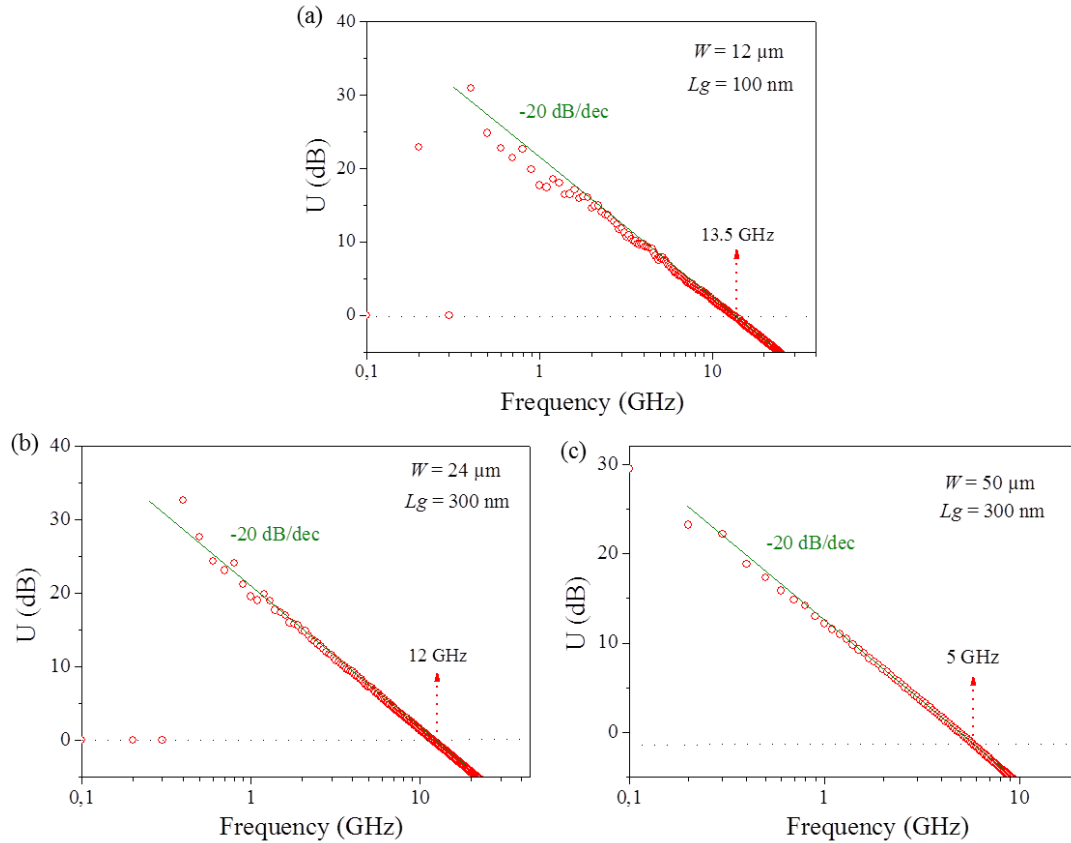 (a)
40
30
20
10
0
U (dB)
W = 12 µm
Lg = 100 nm
-20 dB/dec
13.5 GHz
0,1
1
10
Frequency (GHz)
(b)
40
30
20
10
0
U (dB)
W = 24 µm
Lg = 300 nm
-20 dB/dec
12 GHz
0,1
1
10
Frequency (GHz)
(c)
30
20
10
0
U (dB)
W = 50 µm
Lg = 300 nm
-20 dB/dec
5 GHz
0,1
1
10
Frequency (GHz)